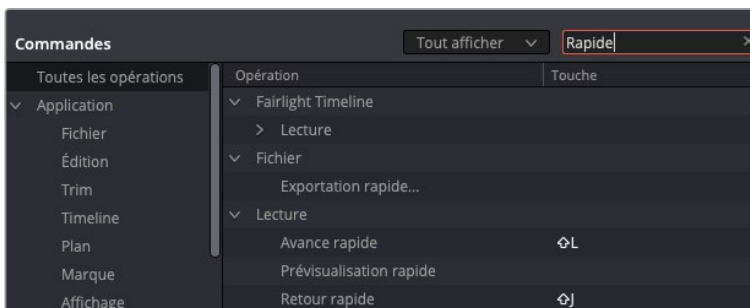 Commandes
Tout afficher
Rapide
Toutes les opérations
Application
Fichier
Édition
Trim
Timeline
Plan
Marque
Affichage
Opération Touche
Fairlight Timeline
Lecture
Fichier
Exportation rapide...
Lecture
Avance rapide ⇧L
Prévisualisation rapide
Retour rapide ⇧J